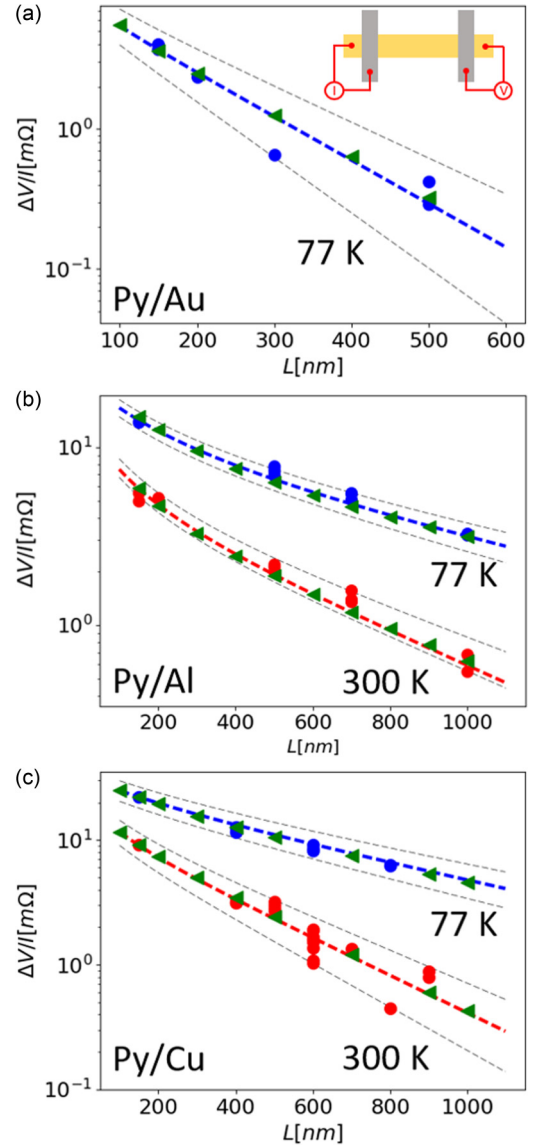 (a)
ΔV/I[mΩ]
10⁰
10⁻¹
I
V
77 K
Py/Au
100 200 300 400 500 600
L[nm]
(b)
ΔV/I[mΩ]
10¹
10⁰
77 K
Py/Al
300 K
200 400 600 800 1000
L[nm]
(c)
ΔV/I[mΩ]
10¹
10⁰
10⁻¹
77 K
Py/Cu
300 K
200 400 600 800 1000
L[nm]